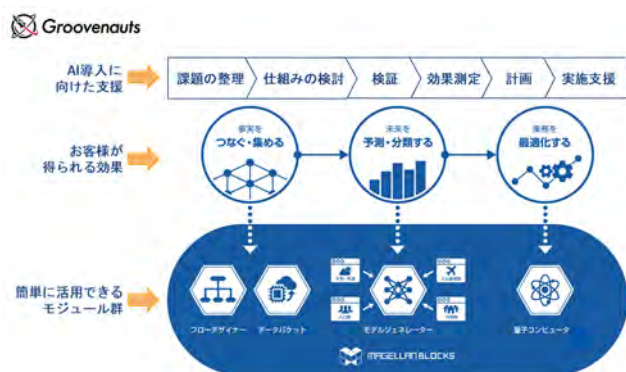 Groovenauts
AI導入に
向けた支援
課題の整理
仕組みの検討
検証
効果測定
計画
実施支援
お客様が
得られる効果
事実を
つなぐ・集める
未来を
予測・分類する
業務を
最適化する
簡単に活用できる
モジュール群
フローデザイナー
データバケット
モデルジェネレーター
量子コンピュータ
MAGELLAN BLOCKS